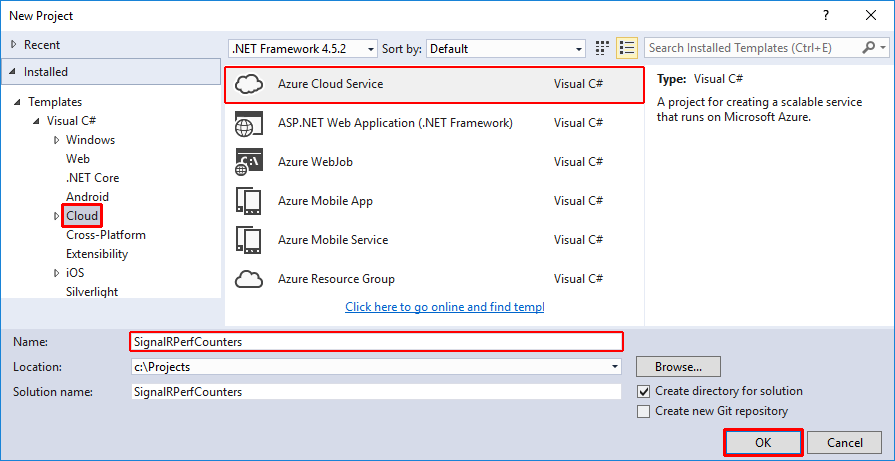 New Project
?
Recent
.NET Framework 4.5.2
Sort by:
Default
Search Installed Templates (Ctrl+E)
Installed
Templates
Visual C#
Windows
Web
.NET Core
Android
Cloud
Cross-Platform
Extensibility
iOS
Silverlight
Azure Cloud Service Visual C#
ASP.NET Web Application (.NET Framework) Visual C#
C:\
Azure WebJob Visual C#
Azure Mobile App Visual C#
Azure Mobile Service Visual C#
Azure Resource Group Visual C#
Click here to go online and find templ
Type: Visual C#
A project for creating a scalable service
that runs on Microsoft Azure.
Name: SignalRPerfCounters
Location: c:\Projects
Browse...
Solution name: SignalRPerfCounters
Create directory for solution
Create new Git repository
OK
Cancel